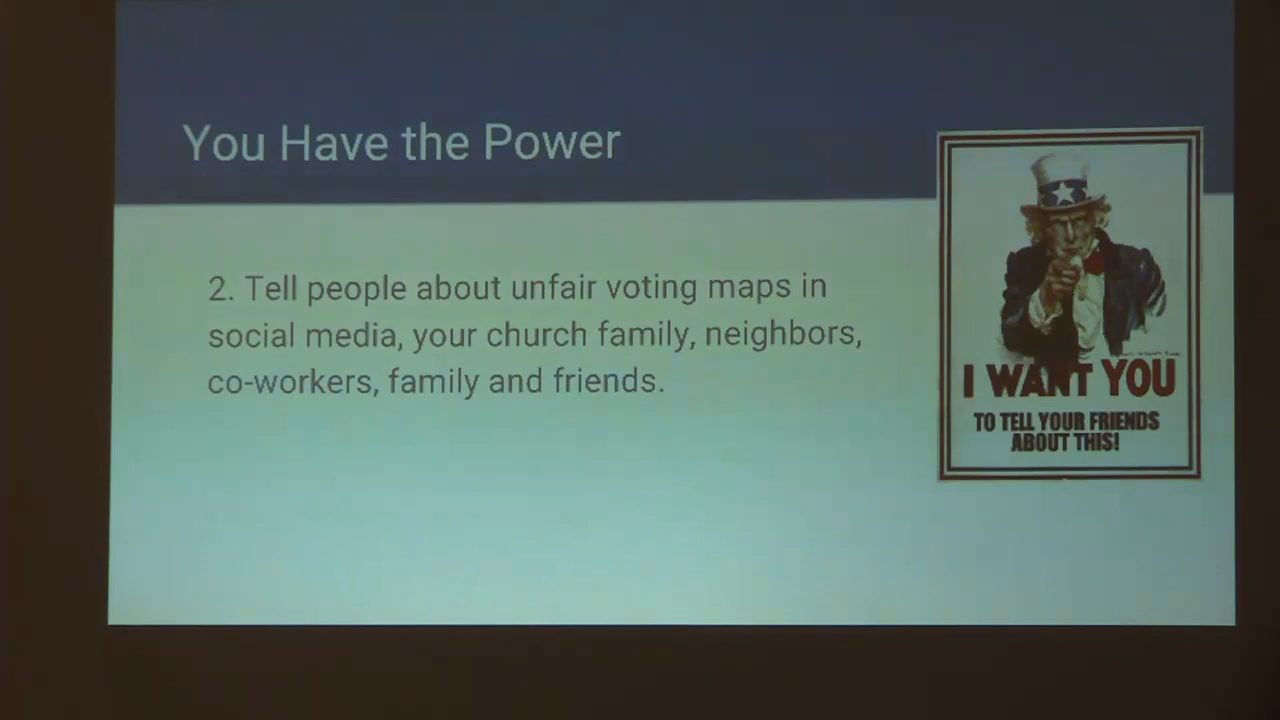 You Have the Power
2. Tell people about unfair voting maps in
social media, your church family, neighbors,
co-workers, family and friends.
I WANT YOU
TO TELL YOUR FRIENDS
ABOUT THIS!